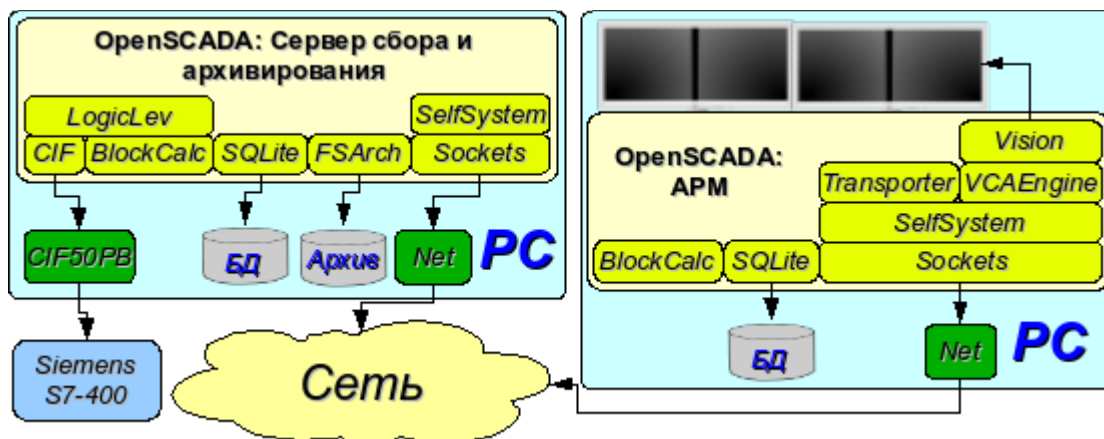 OpenSCADA: Сервер сбора и
архивирования
LogicLev
SelfSystem
CIF
BlockCalc
SQLite
FSArch
Sockets
CIF50PB
БД
Архив
Net
PC
Siemens
S7-400
Сеть
OpenSCADA:
АРМ
Vision
Transporter
VCAEngine
SelfSystem
BlockCalc
SQLite
Sockets
БД
Net
PC